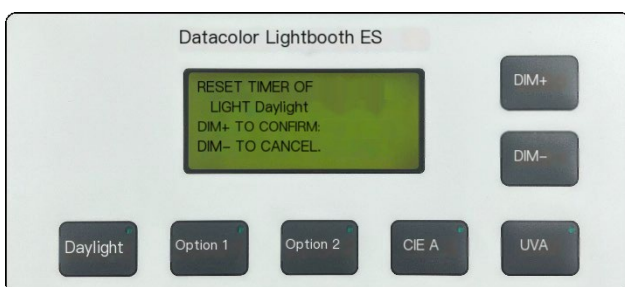 Datacolor Lightbooth ES
RESET TIMER OF
LIGHT Daylight
DIM+ TO CONFIRM:
DIM− TO CANCEL.
DIM+
DIM−
Daylight
Option 1
Option 2
CIE A
UVA